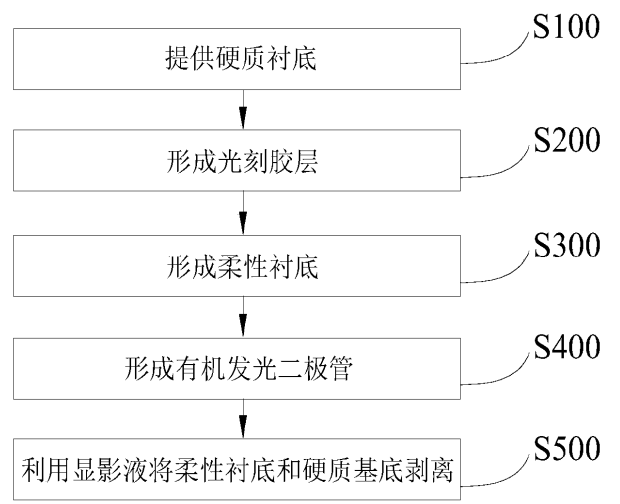 S100
提供硬质衬底
S200
形成光刻胶层
S300
形成柔性衬底
S400
形成有机发光二极管
S500
利用显影液将柔性衬底和硬质基底剥离